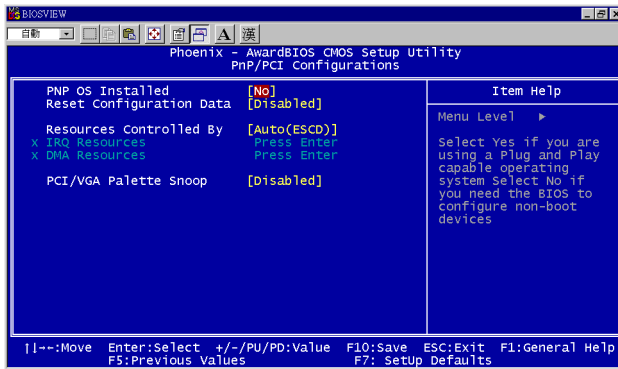 BIOSVIEW
自動
A
漢
Phoenix - AwardBIOS CMOS Setup Utility
PnP/PCI Configurations
PNP OS Installed [No]
Reset Configuration Data [Disabled]
Resources Controlled By [Auto(ESCD)]
x IRQ Resources Press Enter
x DMA Resources Press Enter
PCI/VGA Palette Snoop [Disabled]
Item Help
Menu Level ▶
Select Yes if you are
using a Plug and Play
capable operating
system Select No if
you need the BIOS to
configure non-boot
devices
↑↓→←:Move Enter:Select +/-/PU/PD:Value F10:Save ESC:Exit F1:General Help
F5:Previous Values F7: SetUp Defaults